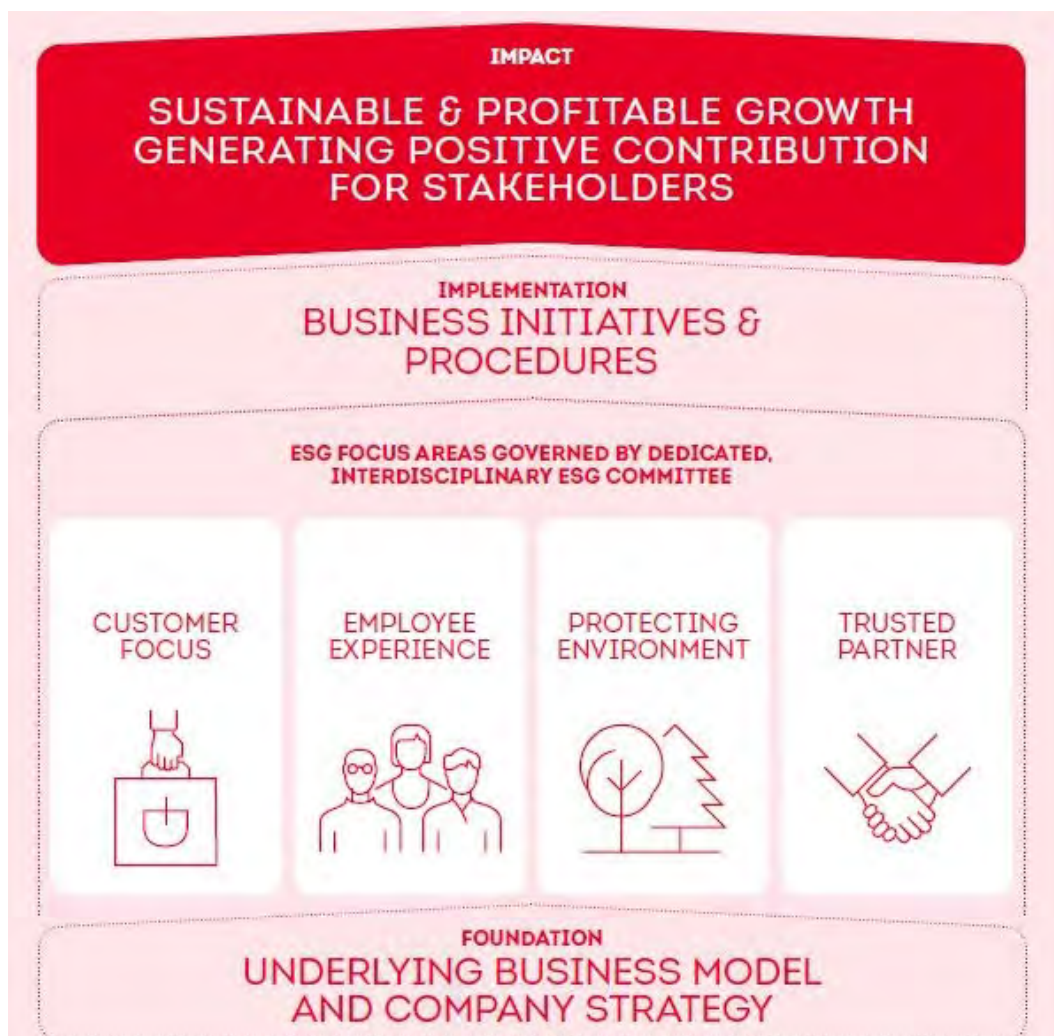 IMPACT
SUSTAINABLE & PROFITABLE GROWTH
GENERATING POSITIVE CONTRIBUTION
FOR STAKEHOLDERS
IMPLEMENTATION
BUSINESS INITIATIVES &
PROCEDURES
ESG FOCUS AREAS GOVERNED BY DEDICATED,
INTERDISCIPLINARY ESG COMMITTEE
CUSTOMER
FOCUS
EMPLOYEE
EXPERIENCE
PROTECTING
ENVIRONMENT
TRUSTED
PARTNER
FOUNDATION
UNDERLYING BUSINESS MODEL
AND COMPANY STRATEGY